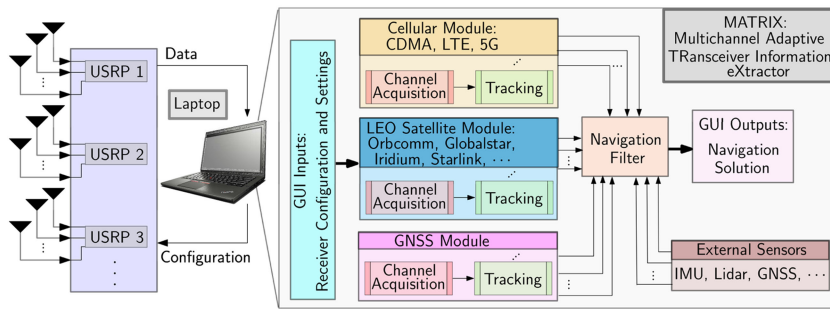 USRP 1
USRP 2
USRP 3
Data
Laptop
Configuration
GUI Inputs:
Receiver Configuration and Settings
Cellular Module:
CDMA, LTE, 5G
Channel
Acquisition
Tracking
LEO Satellite Module:
Orbcomm, Globalstar,
Iridium, Starlink, · · ·
Channel
Acquisition
Tracking
GNSS Module
Channel
Acquisition
Tracking
Navigation
Filter
MATRIX:
Multichannel Adaptive
TRansceiver Information
eXtractor
GUI Outputs:
Navigation
Solution
External Sensors
IMU, Lidar, GNSS, · · ·